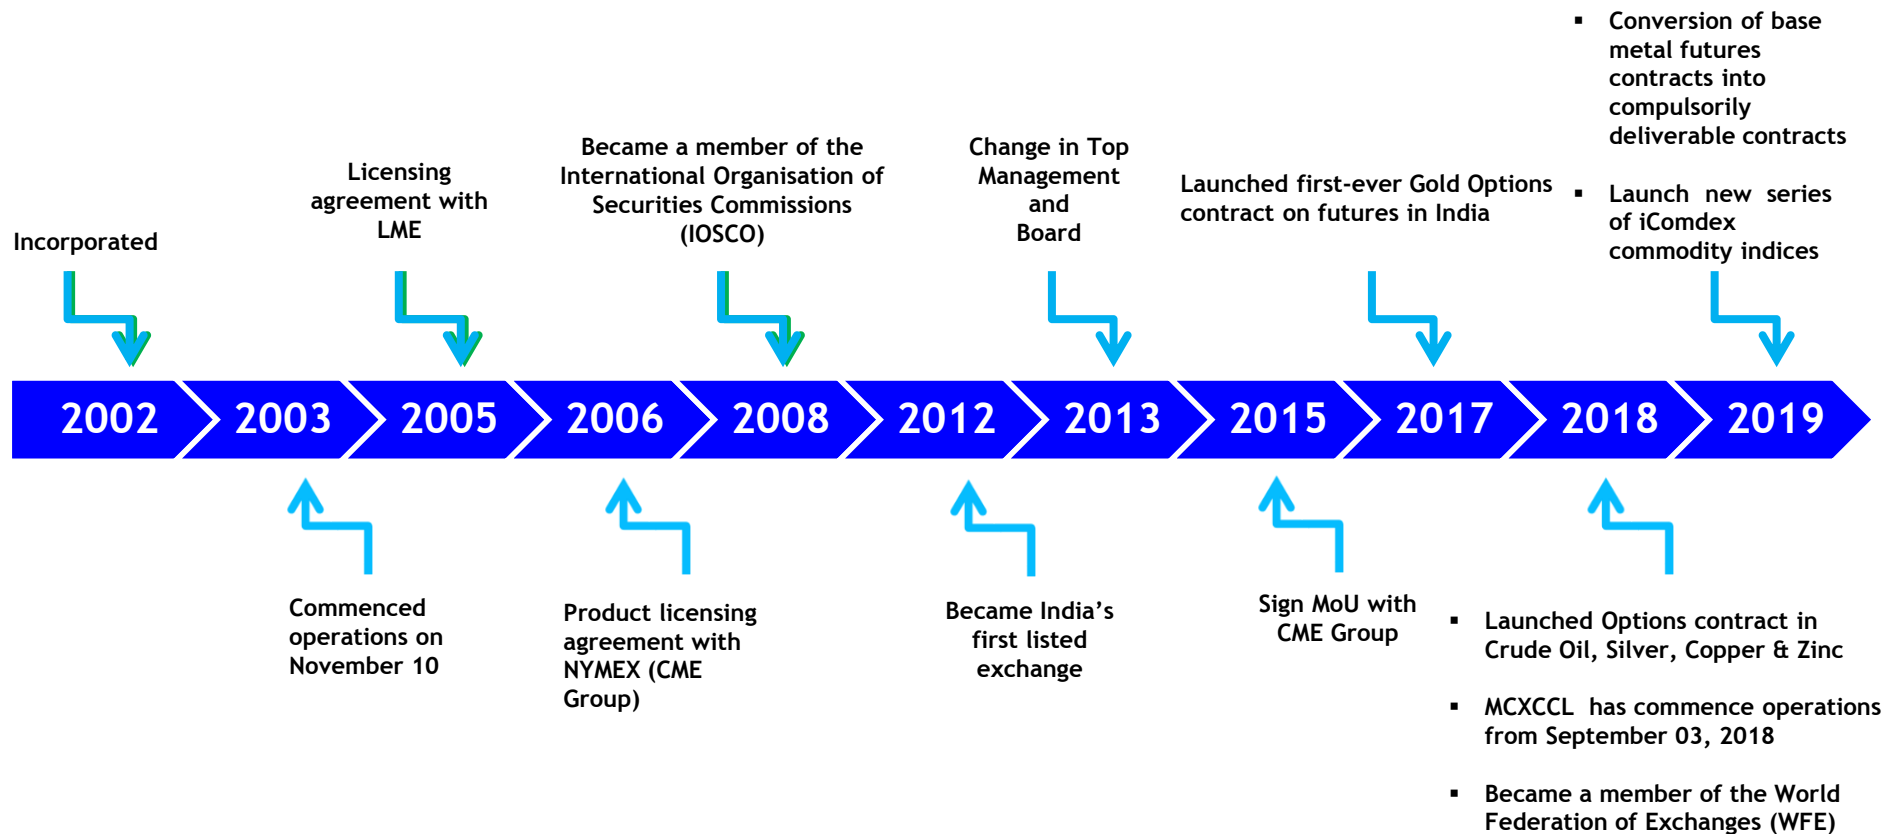 Incorporated
Licensing
agreement with
LME
Became a member of the
International Organisation of
Securities Commissions
(IOSCO)
Change in Top
Management
and
Board
Launched first-ever Gold Options
contract on futures in India
▪ Conversion of base
metal futures
contracts into
compulsorily
deliverable contracts
▪ Launch new series
of iComdex
commodity indices
2002 2003 2005 2006 2008 2012 2013 2015 2017 2018 2019
Commenced
operations on
November 10
Product licensing
agreement with
NYMEX (CME
Group)
Became India’s
first listed
exchange
Sign MoU with
CME Group
▪ Launched Options contract in
Crude Oil, Silver, Copper & Zinc
▪ MCXCCL has commence operations
from September 03, 2018
▪ Became a member of the World
Federation of Exchanges (WFE)